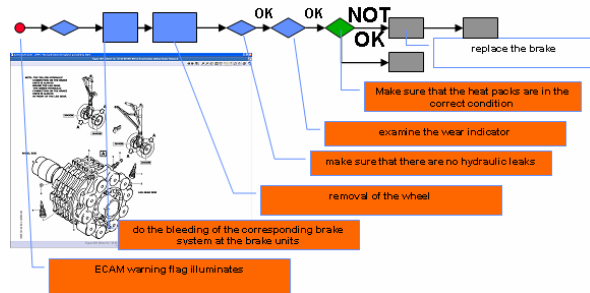 OK
OK
NOT
OK
replace the brake
Make sure that the heat packs are in the
correct condition
examine the wear indicator
make sure that there are no hydraulic leaks
removal of the wheel
do the bleeding of the corresponding brake
system at the brake units
ECAM warning flag illuminates